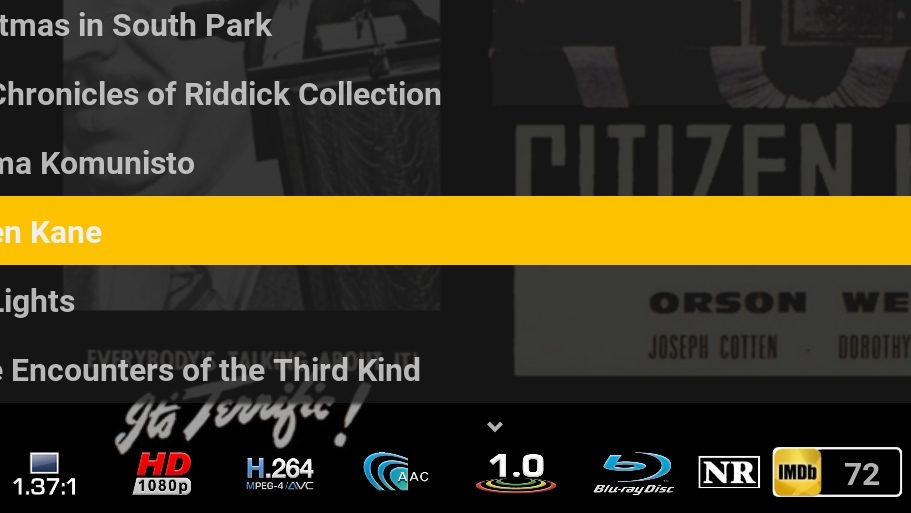 tmas in South Park
Chronicles of Riddick Collection
ma Komunisto
CITIZEN
en Kane
Lights
ORSON WE
JOSEPH COTTEN · DOROTHY
EVERYBODY'S TALKING ABOUT IT!
e Encounters of the Third Kind
It's Terrific!
1.37:1
HD
1080p
H.264
MPEG-4/AVC
AAC
1.0
Blu-ray Disc
NR
IMDb 72